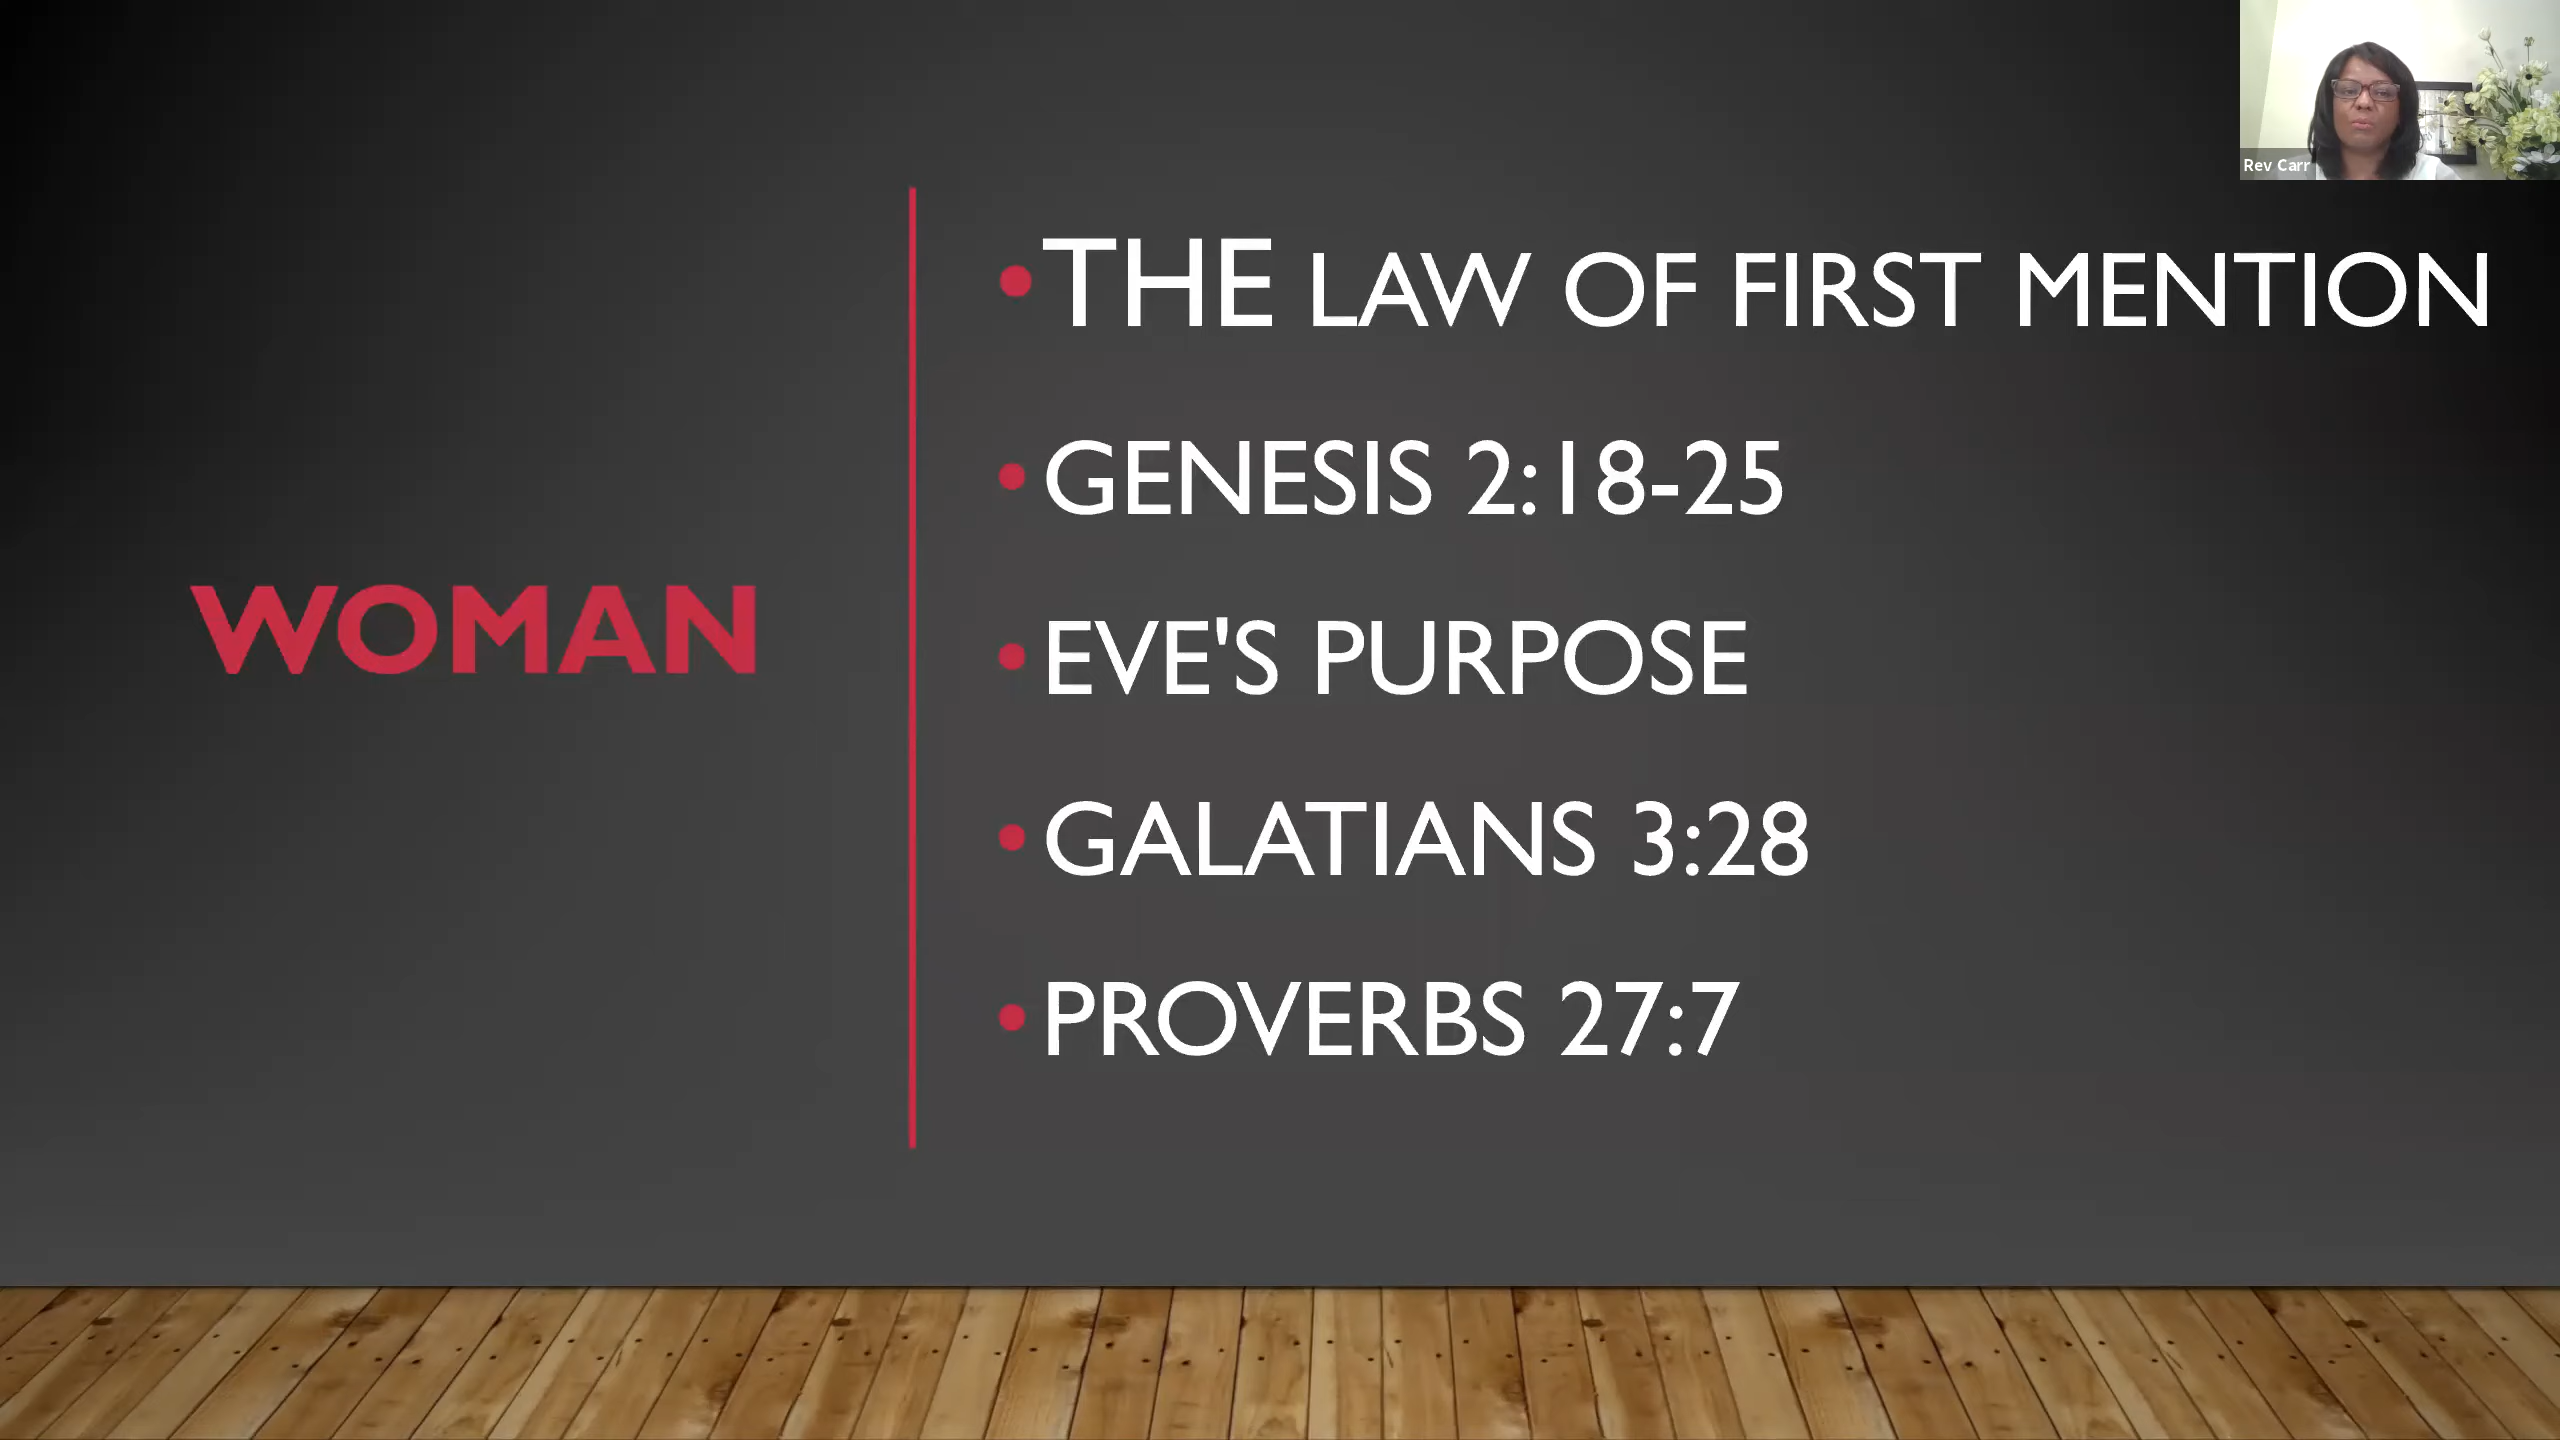 WOMAN
•THE LAW OF FIRST MENTION
•GENESIS 2:18-25
•EVE'S PURPOSE
•GALATIANS 3:28
•PROVERBS 27:7
Rev Carr